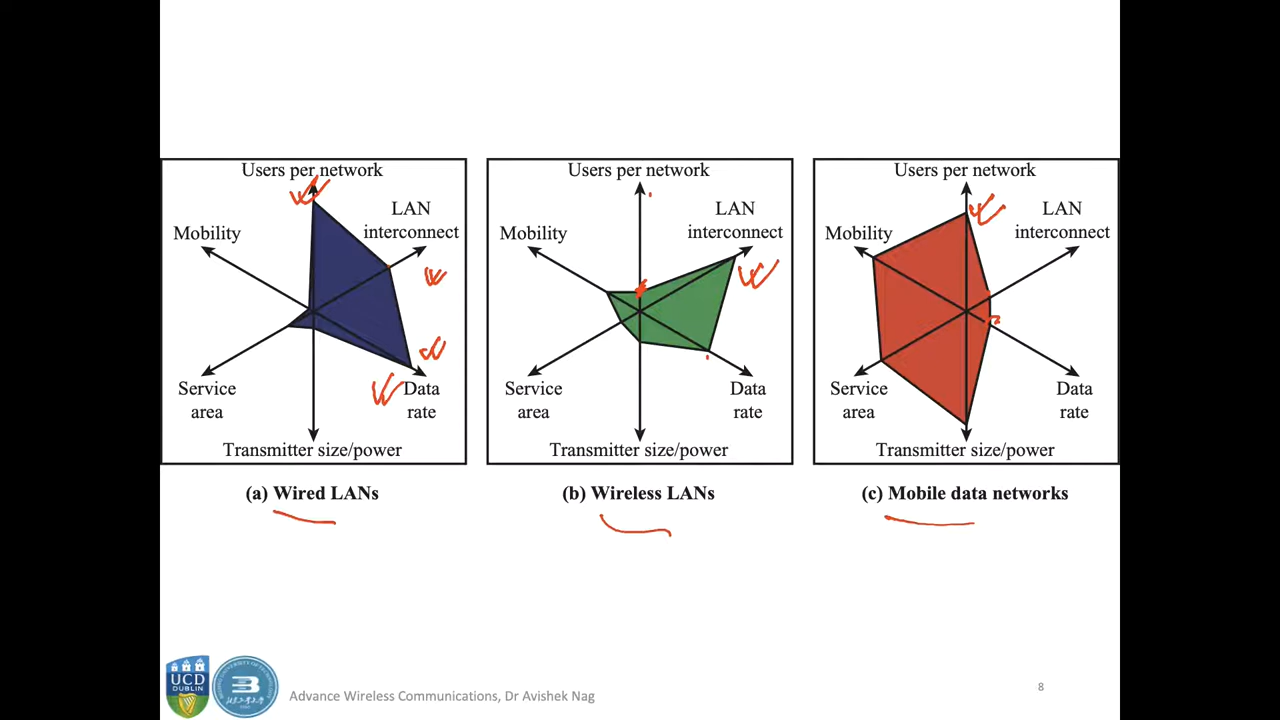 Users per network
LAN
interconnect
Mobility
Service
area
Data
rate
Transmitter size/power
(a) Wired LANs
Users per network
LAN
interconnect
Mobility
Service
area
Data
rate
Transmitter size/power
(b) Wireless LANs
Users per network
LAN
interconnect
Mobility
Service
area
Data
rate
Transmitter size/power
(c) Mobile data networks
UCD
DUBLIN
Advance Wireless Communications, Dr Avishek Nag
8